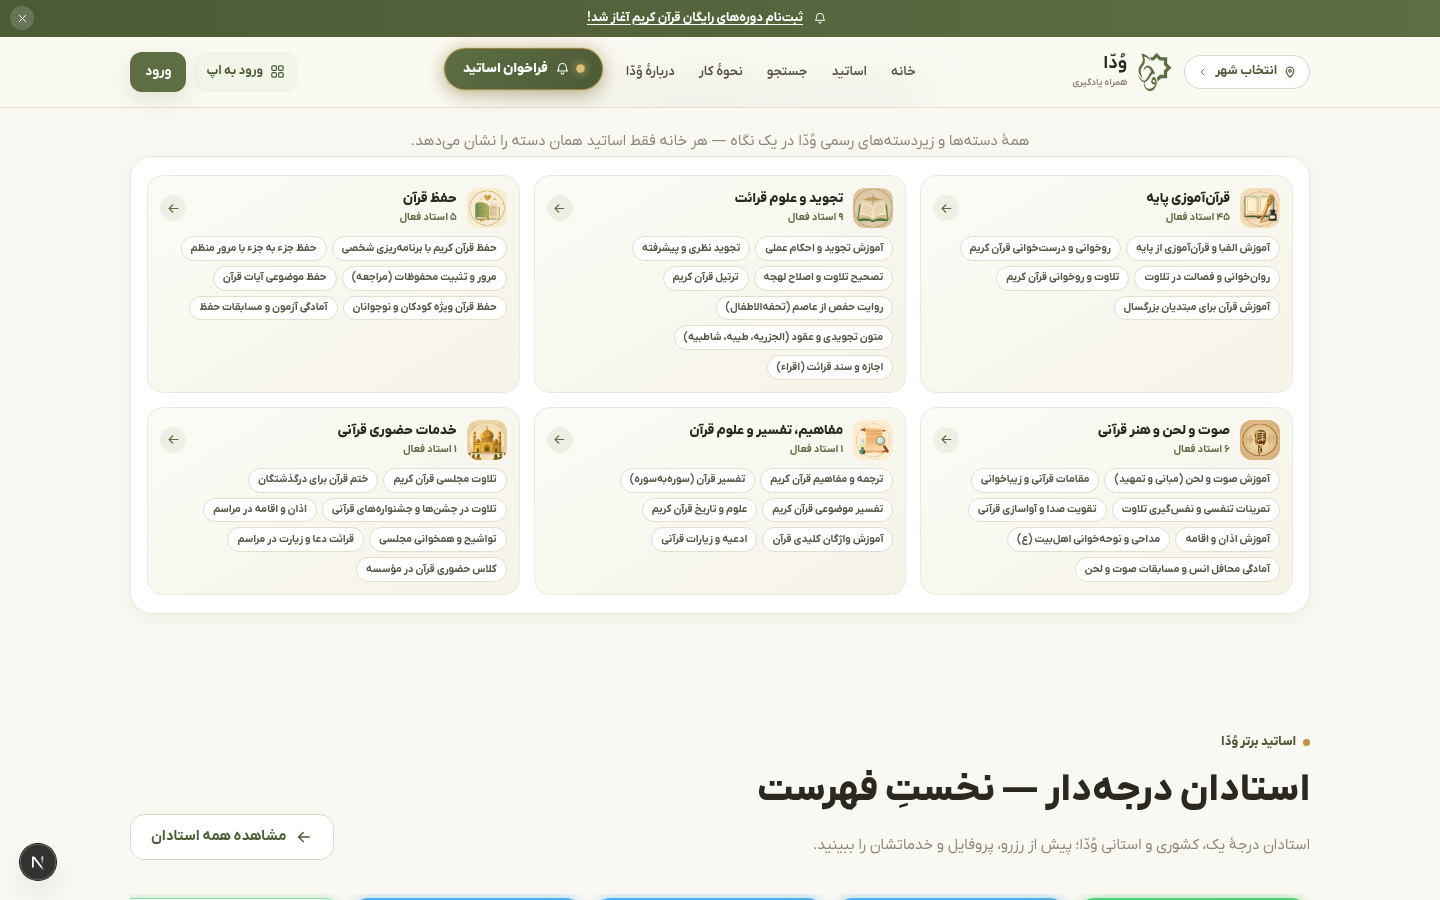 ثبت‌نام دوره‌های رایگان قرآن کریم آغاز شد!
انتخاب شهر
وُدّا
همراه یادگیری
خانه
اساتید
جستجو
نحوهٔ کار
دربارهٔ وُدّا
فراخوان اساتید
ورود به اپ
ورود
همهٔ دسته‌ها و زیردسته‌های رسمی وُدّا در یک نگاه — هر خانه فقط اساتید همان دسته را نشان می‌دهد.
قرآن‌آموزی پایه
۴۵ استاد فعال
آموزش الفبا و قرآن‌آموزی از پایه
روخوانی و درست‌خوانی قرآن کریم
روان‌خوانی و فصالت در تلاوت
تلاوت و روخوانی قرآن کریم
آموزش قرآن برای مبتدیان بزرگسال
تجوید و علوم قرائت
۹ استاد فعال
آموزش تجوید و احکام عملی
تجوید نظری و پیشرفته
تصحیح تلاوت و اصلاح لهجه
ترتیل قرآن کریم
روایت حفص از عاصم (تحفه‌الاطفال)
متون تجویدی و عقود (الجزریه، طیبه، شاطبیه)
اجازه و سند قرائت (اقراء)
حفظ قرآن
۵ استاد فعال
حفظ قرآن کریم با برنامه‌ریزی شخصی
حفظ جزء به جزء با مرور منظم
مرور و تثبیت محفوظات (مراجعه)
حفظ موضوعی آیات قرآن
حفظ قرآن ویژه کودکان و نوجوانان
آمادگی آزمون و مسابقات حفظ
صوت و لحن و هنر قرآنی
۶ استاد فعال
آموزش صوت و لحن (مبانی و تمهید)
مقامات قرآنی و زیباخوانی
تمرینات تنفسی و نفس‌گیری تلاوت
تقویت صدا و آواسازی قرآنی
آموزش اذان و اقامه
مداحی و نوحه‌خوانی اهل‌بیت (ع)
آمادگی محافل انس و مسابقات صوت و لحن
مفاهیم، تفسیر و علوم قرآن
۱ استاد فعال
ترجمه و مفاهیم قرآن کریم
تفسیر قرآن (سوره‌به‌سوره)
تفسیر موضوعی قرآن کریم
علوم و تاریخ قرآن کریم
آموزش واژگان کلیدی قرآن
ادعیه و زیارات قرآنی
خدمات حضوری قرآنی
۱ استاد فعال
تلاوت مجلسی قرآن کریم
ختم قرآن برای درگذشتگان
تلاوت در جشن‌ها و جشنواره‌های قرآنی
اذان و اقامه در مراسم
تواشیح و همخوانی مجلسی
قرائت دعا و زیارت در مراسم
کلاس حضوری قرآن در مؤسسه
اساتید برتر وُدّا
استادان درجه‌دار — نخستِ فهرست
استادان درجهٔ یک، کشوری و استانی وُدّا؛ پیش از رزرو، پروفایل و خدماتشان را ببینید.
مشاهده همه استادان
N